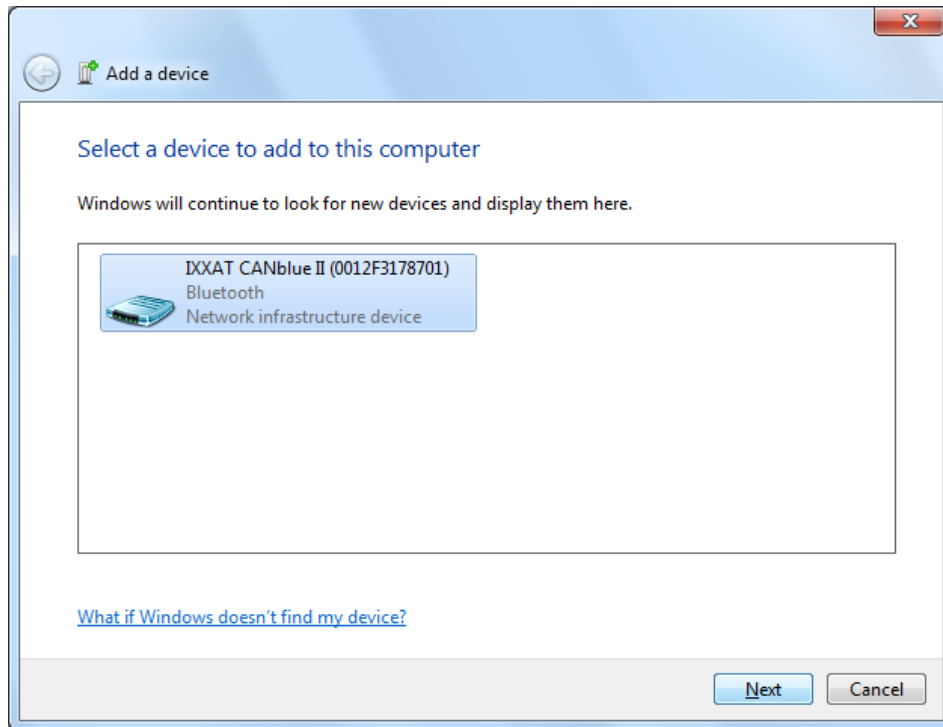 Add a device
Select a device to add to this computer
Windows will continue to look for new devices and display them here.
IXXAT CANblue II (0012F3178701)
Bluetooth
Network infrastructure device
What if Windows doesn't find my device?
Next
Cancel